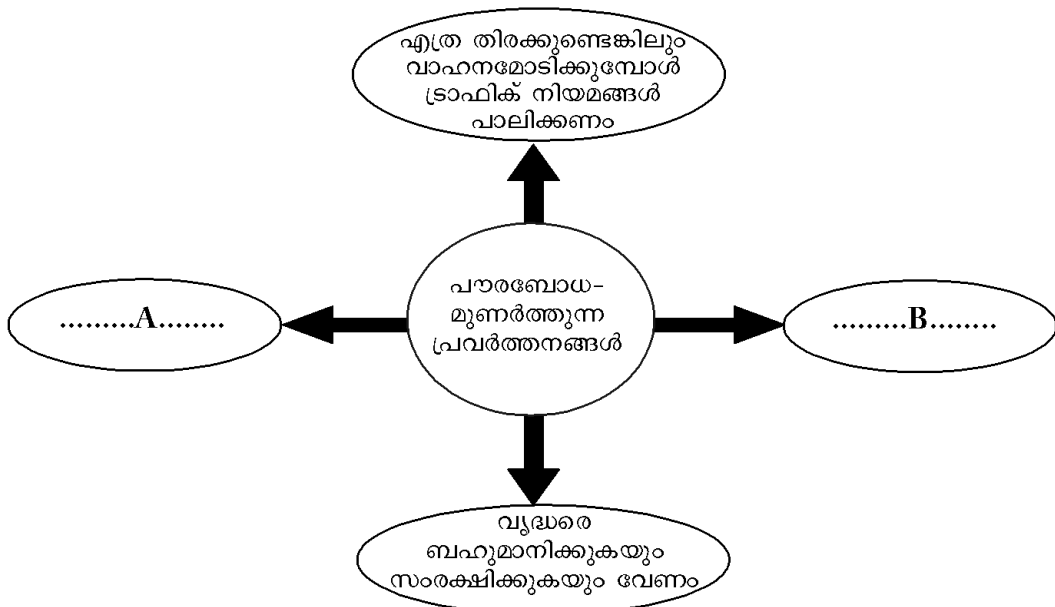 എത്ര തിരക്കുണ്ടെങ്കിലും
വാഹനമോടിക്കുമ്പോൾ
ട്രാഫിക് നിയമങ്ങൾ
പാലിക്കണം
.........A........
പൗരബോധ-
മുണർത്തുന്ന
പ്രവർത്തനങ്ങൾ
.........B........
വൃദ്ധരെ
ബഹുമാനിക്കുകയും
സംരക്ഷിക്കുകയും വേണം